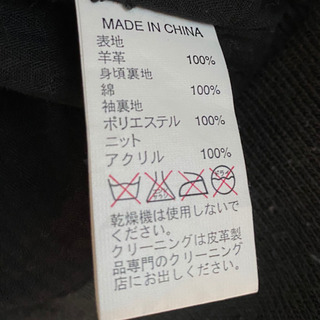 MADE IN CHINA
表地
羊革 100%
身頃裏地
綿 100%
袖裏地
ポリエステル 100%
ニット
アクリル 100%
乾燥機は使用しないで
ください。
クリーニングは皮革製
品専門のクリーニング
店にお出しください。